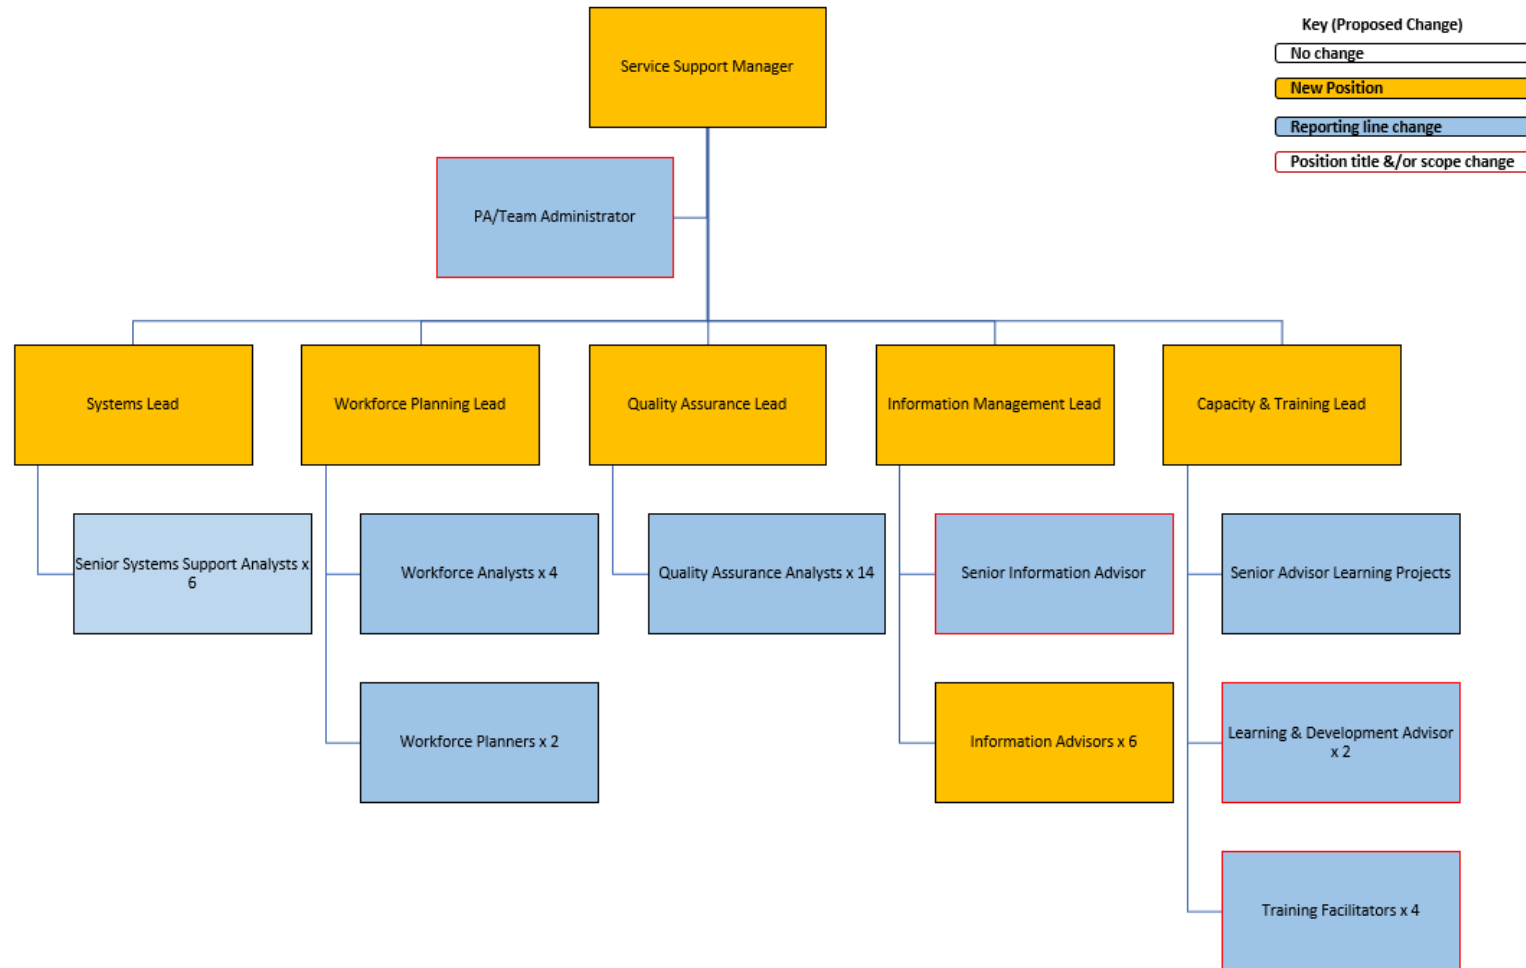 Service Support Manager
Key (Proposed Change)
No change
New Position
Reporting line change
Position title &/or scope change
PA/Team Administrator
Systems Lead
Workforce Planning Lead
Quality Assurance Lead
Information Management Lead
Capacity & Training Lead
Senior Systems Support Analysts x
6
Workforce Analysts x 4
Quality Assurance Analysts x 14
Senior Information Advisor
Senior Advisor Learning Projects
Workforce Planners x 2
Information Advisors x 6
Learning & Development Advisor
x 2
Training Facilitators x 4